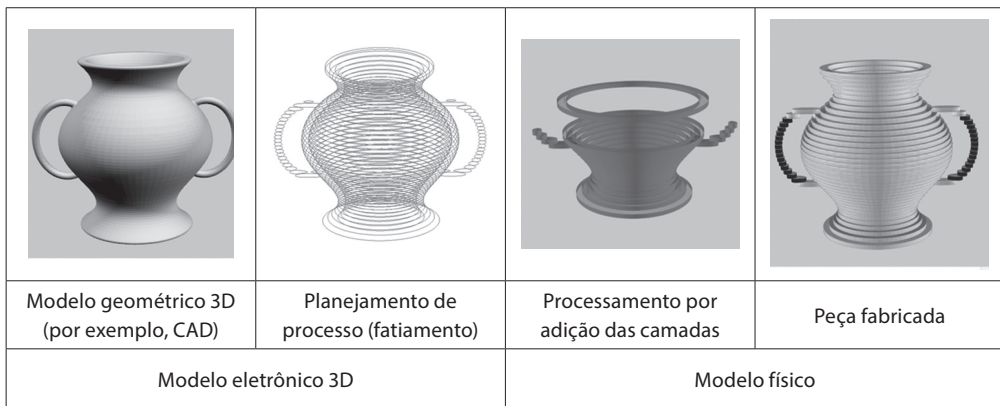 Modelo geométrico 3D
(por exemplo, CAD)
Planejamento de
processo (fatiamento)
Processamento por
adição das camadas
Peça fabricada
Modelo eletrônico 3D
Modelo físico